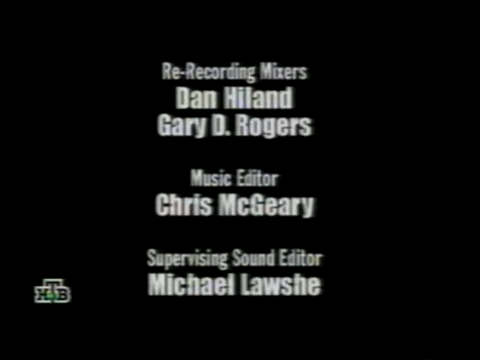 Re-Recording Mixers
Dan Hiland
Gary D. Rogers
Music Editor
Chris McGeary
Supervising Sound Editor
Michael Lawshe
НТВ